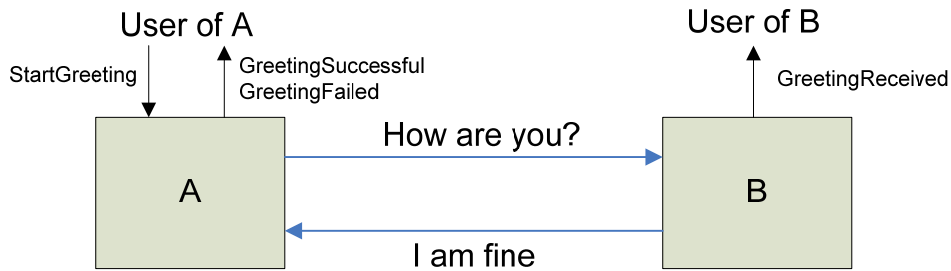 User of A
User of B
StartGreeting
GreetingSuccessful
GreetingFailed
GreetingReceived
How are you?
A
B
I am fine